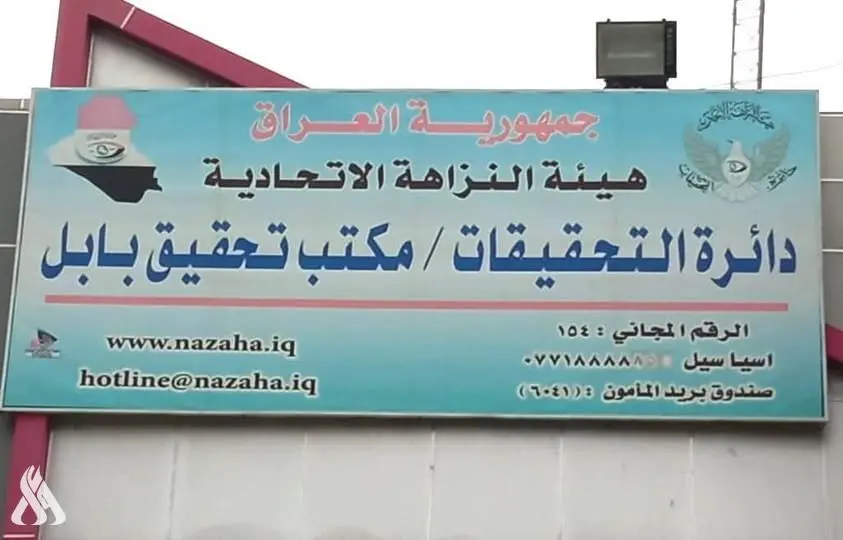 جمهورية العراق
هيئة النزاهة الاتحادية
دائرة التحقيقات / مكتب تحقيق بابل
الرقم المجاني : ١٥٤
اسيا سيل ٠٧٧١٨٨٨٨
صندوق بريد المأمون : (٦٠٤١)
www.nazaha.iq
hotline@nazaha.iq